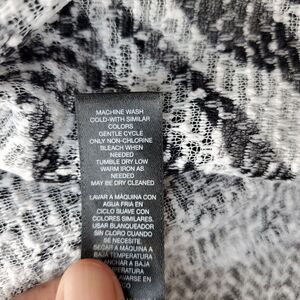 MACHINE WASH
COLD-WITH SIMILAR
COLORS
GENTLE CYCLE
ONLY NON-CHLORINE
BLEACH WHEN
NEEDED
TUMBLE DRY LOW
WARM IRON AS
NEEDED
MAY BE DRY CLEANED
LAVAR A MÁQUINA CON
AGUA FRIA EN
CICLO SUAVE CON
COLORES SIMILARES.
USAR BLANQUEADOR
SIN CLORO CUANDO
SE NECESITE.
SECAR A MÁQUINA A
BAJA TEMPERATURA
PLANCHAR A BAJA
TEMPERATURA